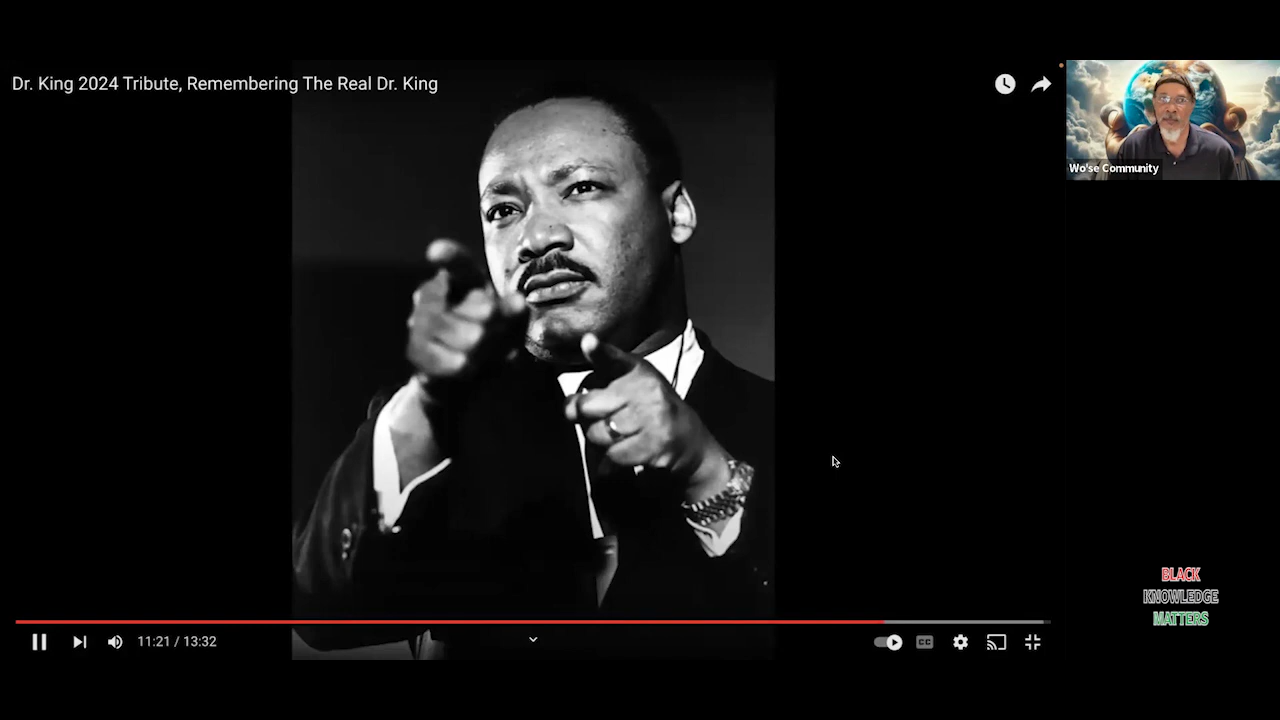 Dr. King 2024 Tribute, Remembering The Real Dr. King
Wo'se Community
BLACK
KNOWLEDGE
MATTERS
11:21 / 13:32
CC